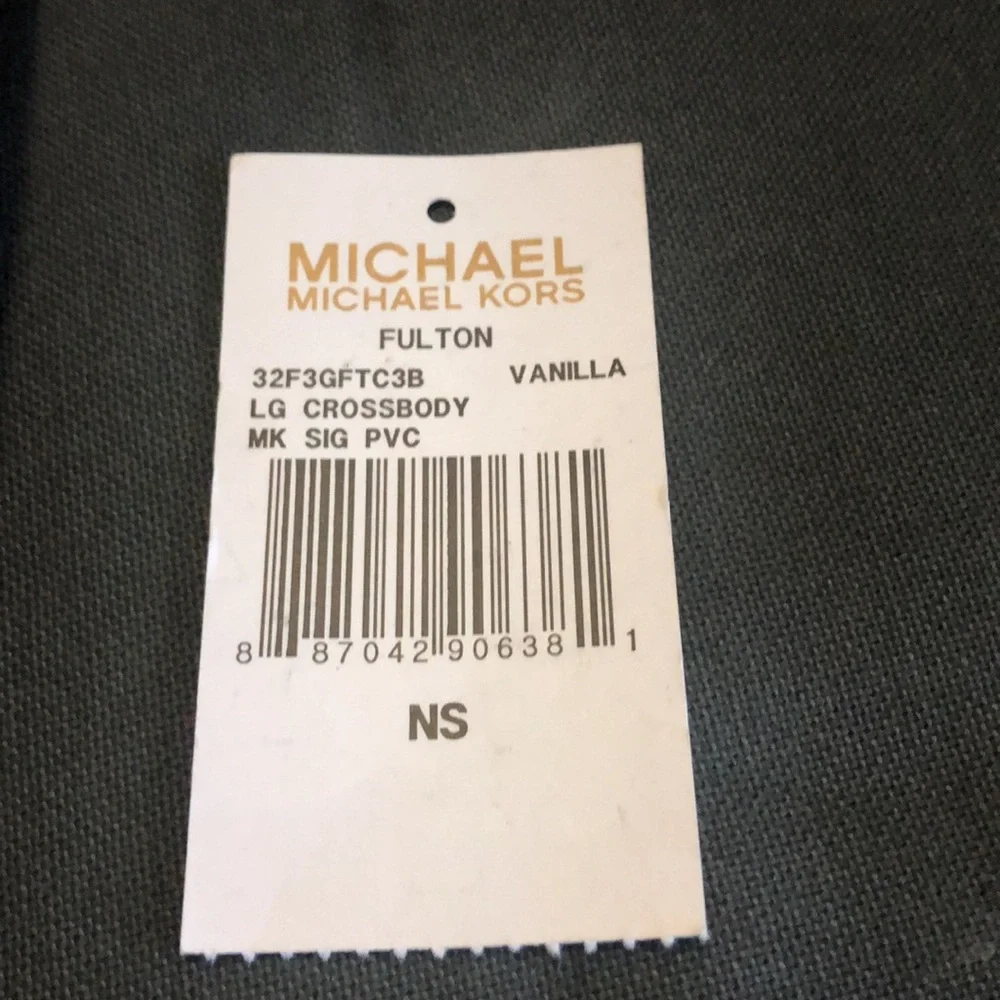 MICHAEL
MICHAEL KORS
FULTON
32F3GFTC3B VANILLA
LG CROSSBODY
MK SIG PVC
8 87042 90638 1
NS